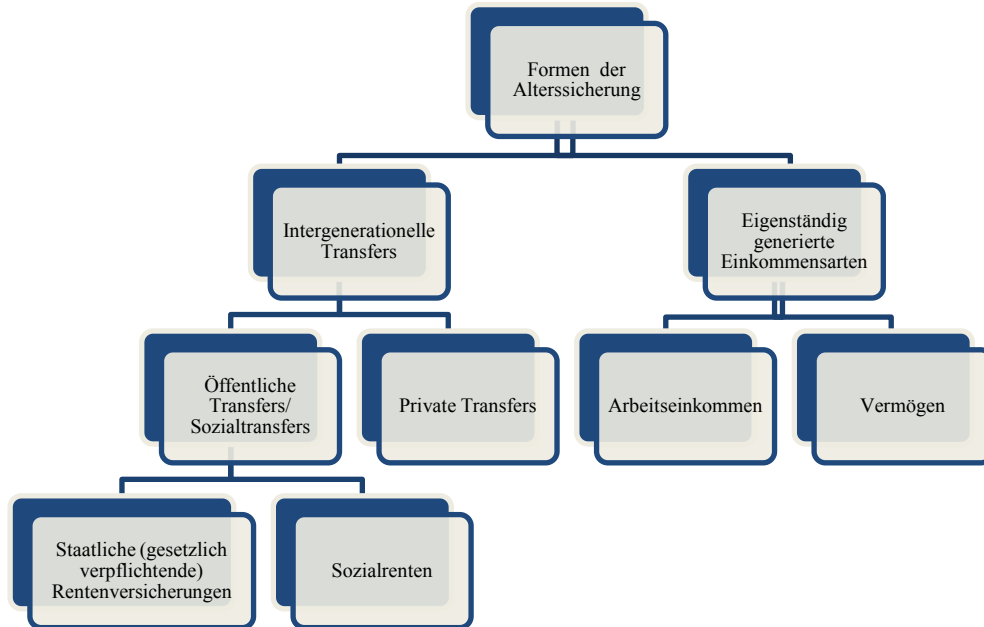 Formen der
Alterssicherung
Intergenerationelle
Transfers
Eigenständig
generierte
Einkommensarten
Öffentliche
Transfers/
Sozialtransfers
Private Transfers
Arbeitseinkommen
Vermögen
Staatliche (gesetzlich
verpflichtende)
Rentenversicherungen
Sozialrenten